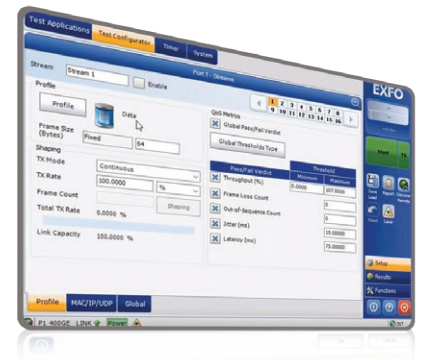 Test Applications Test Configurator Timer System
Port 1 - Streams
EXFO
Stream Stream 1 Enable
Profile
Profile
Data
Frame Size (Bytes)
Fixed 64
Shaping
TX Mode Continuous
TX Rate 100.0000 %
Frame Count Shaping
Total TX Rate 0.0000 %
Link Capacity 100.0000 %
1 2 3 4 5 6 7 8
9 10 11 12 13 14 15 16
QoS Metrics
Global Pass/Fail Verdict
Global Thresholds Type
Pass/Fail Verdict Threshold
Minimum Maximum
Throughput (%) 0.0000 107.5000
Frame Loss Count 0
Out-of-Sequence Count 0
Jitter (ms) 15.0000
Latency (ms) 75.0000
Start TX
Save
Load
Report
Reset
Laser
Setup
Results
Functions
Profile MAC/IP/UDP Global
P1 400GE LINK Power INT